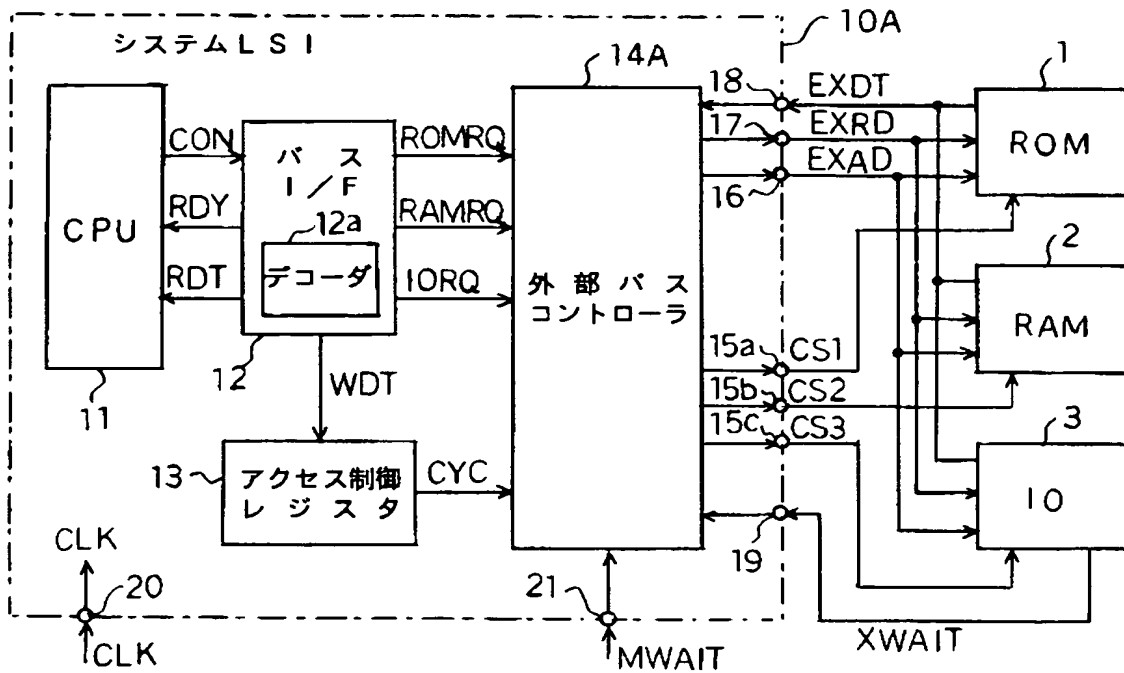 システムLSI
10A
14A
1
18
EXDT
17
EXRD
ROM
16
EXAD
CPU
11
CON
RDY
RDT
バス
I/F
12a
デコーダ
12
ROMRQ
RAMRQ
IORQ
外部バス
コントローラ
2
RAM
15a
CS1
15b
CS2
15c
CS3
3
IO
WDT
13
アクセス制御
レジスタ
CYC
19
CLK
20
CLK
21
MWAIT
XWAIT